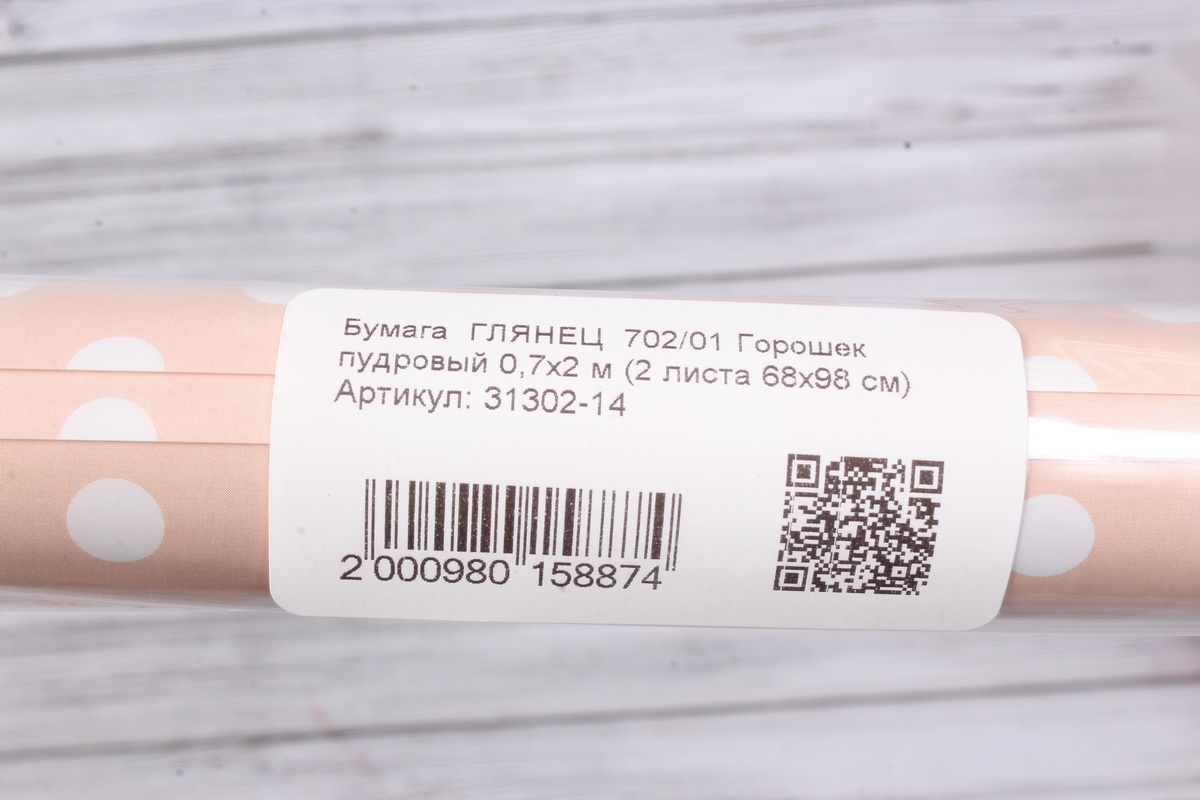 Бумага ГЛЯНЕЦ 702/01 Горошек
пудровый 0,7х2 м (2 листа 68х98 см)
Артикул: 31302-14
2 000980 158874